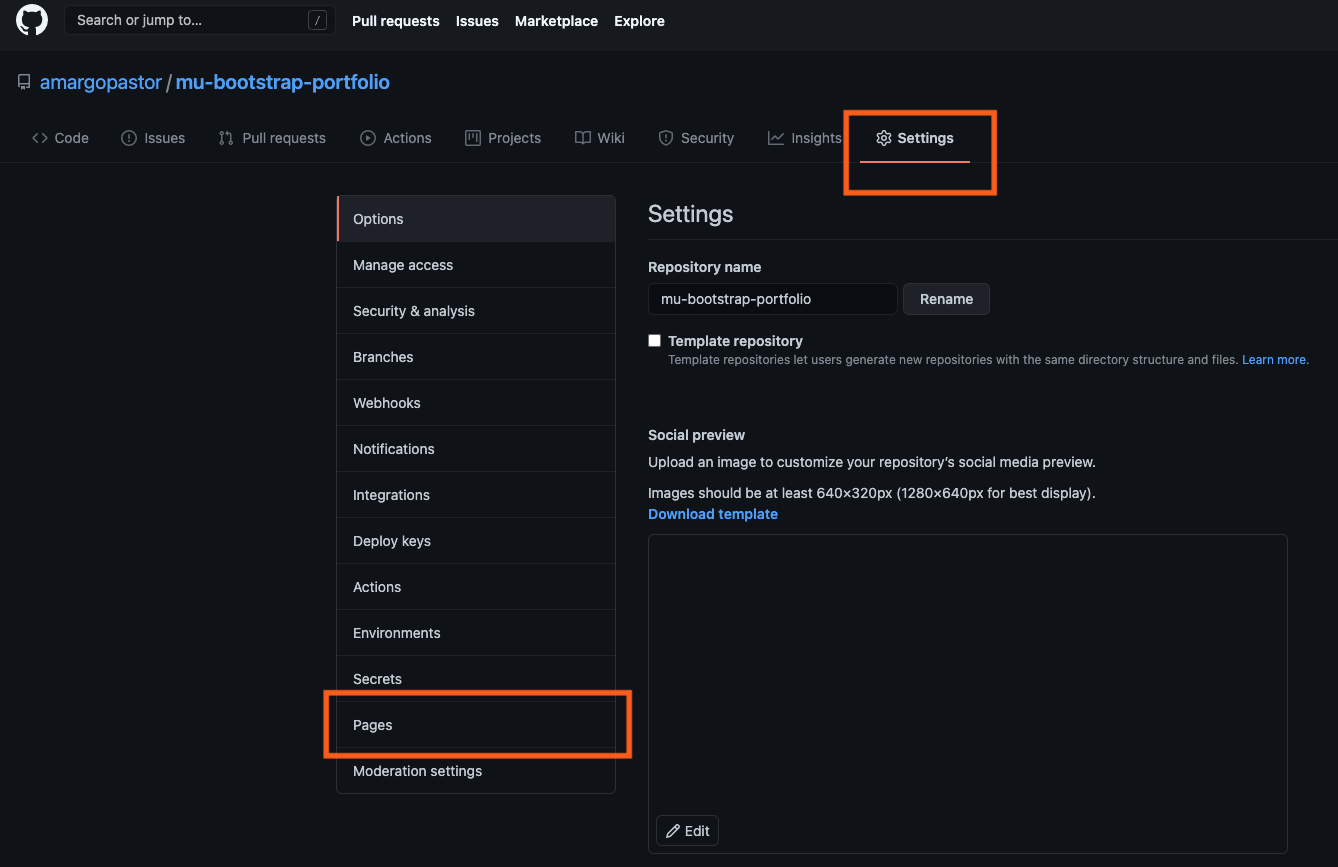 Search or jump to... /
Pull requests Issues Marketplace Explore
amargopastor / mu-bootstrap-portfolio
Code Issues Pull requests Actions Projects Wiki Security Insights Settings
Options
Manage access
Security & analysis
Branches
Webhooks
Notifications
Integrations
Deploy keys
Actions
Environments
Secrets
Pages
Moderation settings
Settings
Repository name
mu-bootstrap-portfolio Rename
Template repository
Template repositories let users generate new repositories with the same directory structure and files. Learn more.
Social preview
Upload an image to customize your repository’s social media preview.
Images should be at least 640×320px (1280×640px for best display).
Download template
Edit